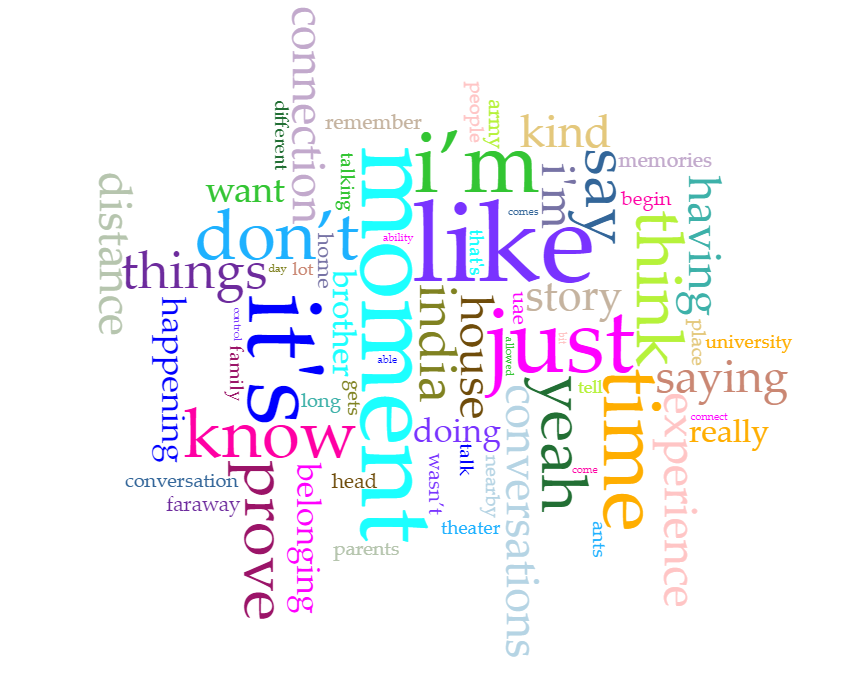 connection
different
remember
people
army
kind
i'm
say
memories
distance
want
talking
moment
i'm
begin
having
don't
home
ability
like
comes
think
things
day
lot
brother
that's
india
house
uae
story
place
university
happening
control
it's
family
able
just
allowed
bit
saying
long
gets
know
doing
conversations
yeah
tell
time
experience
connect
really
conversation
faraway
prove
belonging
head
wasn't
talk
nearby
come
theater
ants
parents